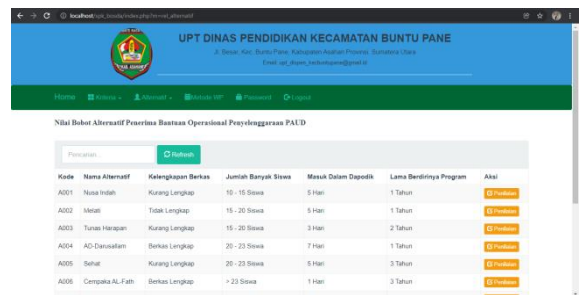 localhost/spk_bosda/index.php?m=rel_alternatif
UPT DINAS PENDIDIKAN KECAMATAN BUNTU PANE
Jl. Besar, Kec. Buntu Pane, Kabupaten Asahan Provinsi. Sumatera Utara
Home Kriteria Alternatif Metode WP Password Logout
Nilai Bobot Alternatif Penerima Bantuan Operasional Penyelenggaraan PAUD
Pencarian... Refresh
Kode Nama Alternatif Kelengkapan Berkas Jumlah Banyak Siswa Masuk Dalam Dapodik Lama Berdirinya Program Aksi
A001 Nusa Indah Kurang Lengkap 10 - 15 Siswa 5 Hari 1 Tahun Penilaian
A002 Melati Tidak Lengkap 15 - 20 Siswa 5 Hari 1 Tahun Penilaian
A003 Tunas Harapan Kurang Lengkap 15 - 20 Siswa 3 Hari 2 Tahun Penilaian
A004 AD-Darusallam Berkas Lengkap 20 - 23 Siswa 7 Hari 1 Tahun Penilaian
A005 Sehat Kurang Lengkap 20 - 23 Siswa 5 Hari 3 Tahun Penilaian
A006 Cempaka AL-Fath Berkas Lengkap > 23 Siswa 1 Hari 3 Tahun Penilaian